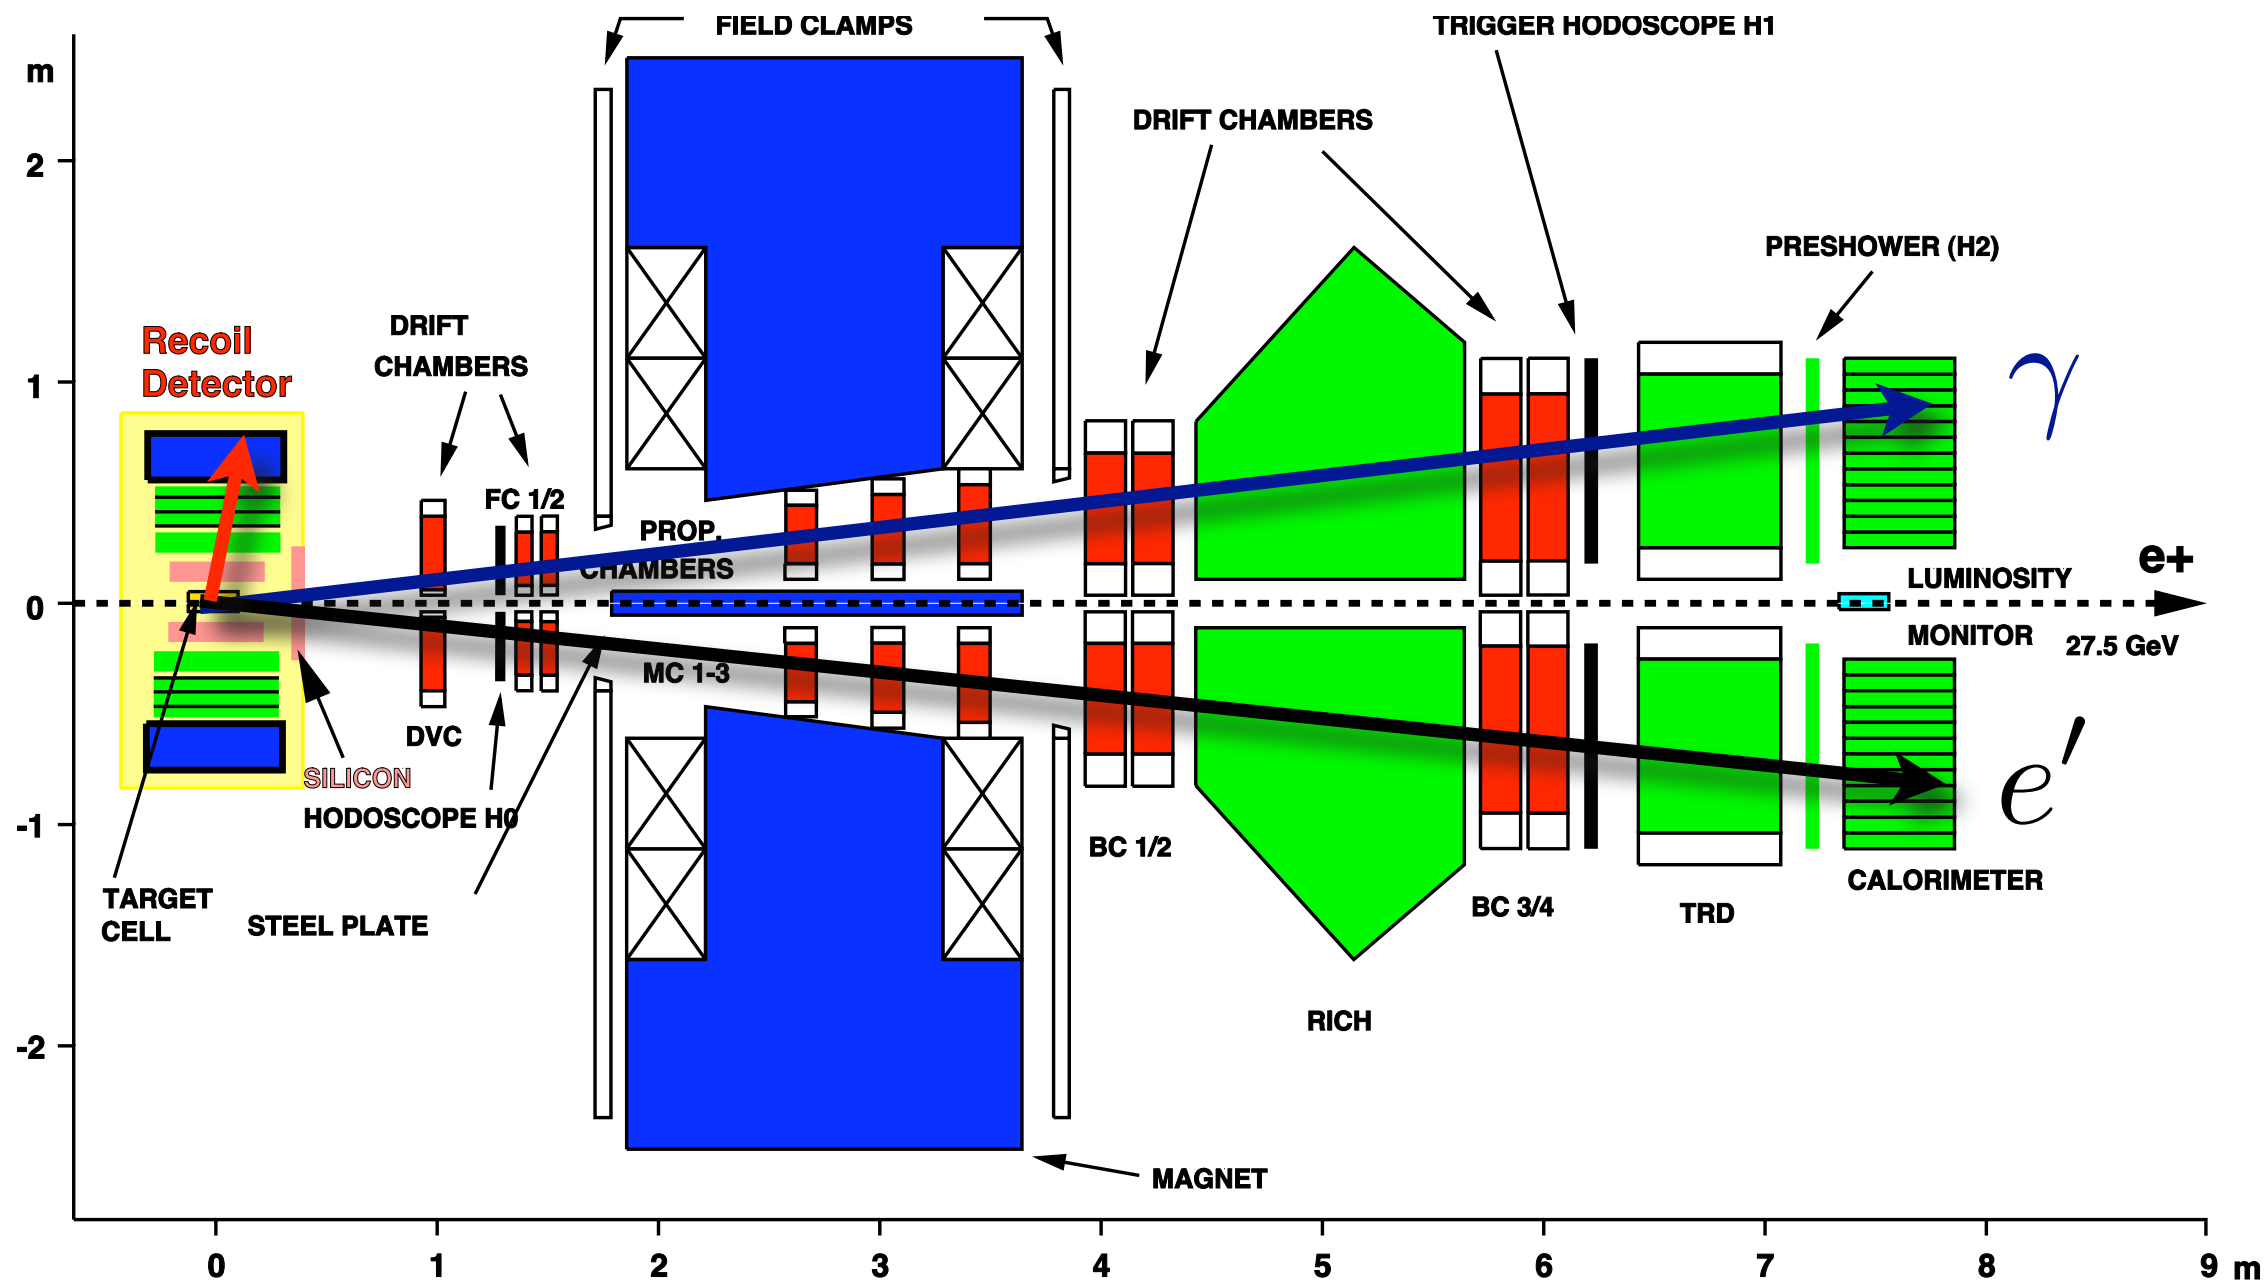 FIELD CLAMPS
TRIGGER HODOSCOPE H1
m
DRIFT CHAMBERS
2
PRESHOWER (H2)
DRIFT
CHAMBERS
Recoil
Detector
1
γ
FC 1/2
PROP.
CHAMBERS
e+
LUMINOSITY
0
MONITOR
27.5 GeV
MC 1-3
DVC
SILICON
e′
HODOSCOPE H0
-1
BC 1/2
CALORIMETER
TARGET
CELL
STEEL PLATE
BC 3/4
TRD
RICH
-2
MAGNET
0 1 2 3 4 5 6 7 8 9 m